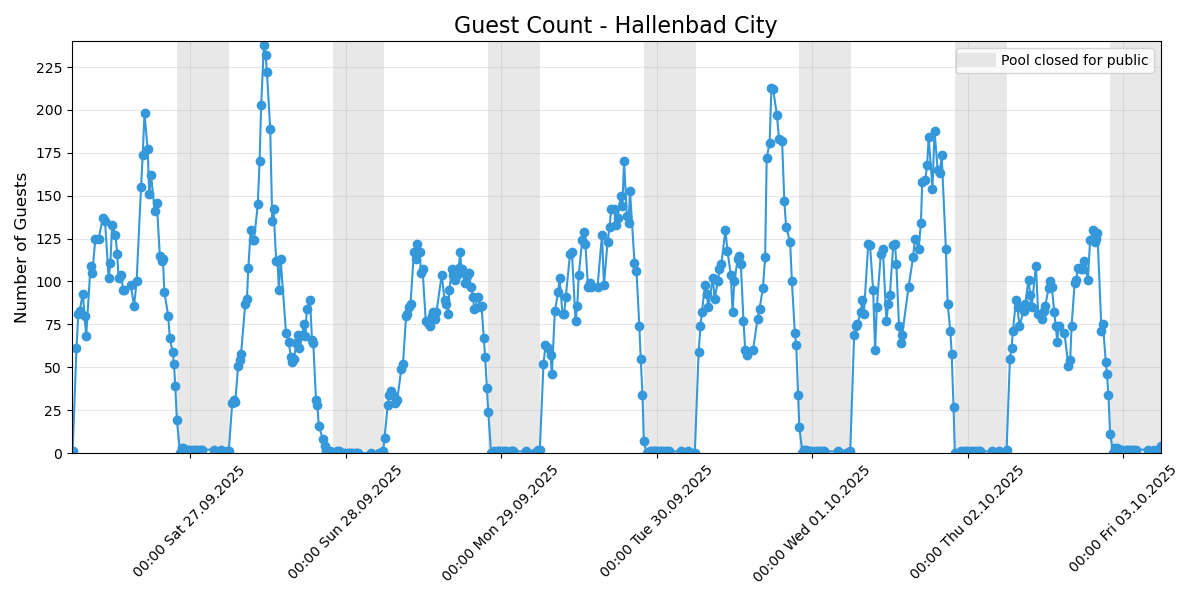 Guest Count - Hallenbad City
Pool closed for public
Number of Guests
225
200
175
150
125
100
75
50
25
0
00:00 Sat 27.09.2025
00:00 Sun 28.09.2025
00:00 Mon 29.09.2025
00:00 Tue 30.09.2025
00:00 Wed 01.10.2025
00:00 Thu 02.10.2025
00:00 Fri 03.10.2025